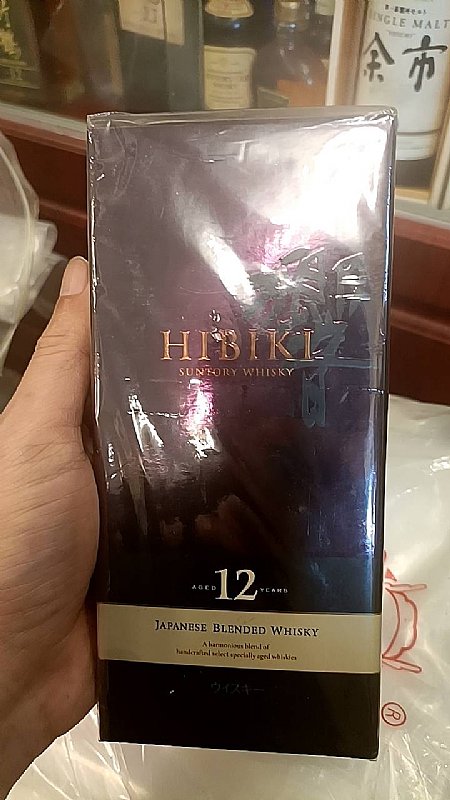 SINGLE MALT
余市
HIBIKI
SUNTORY WHISKY
響
AGED 12 YEARS
JAPANESE BLENDED WHISKY
A harmonious blend of
handcrafted select specially aged whiskies
ウイスキー
®